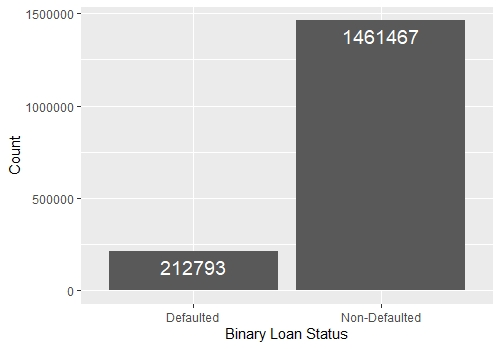 1500000
1000000
500000
0
Count
212793
1461467
Defaulted
Non-Defaulted
Binary Loan Status